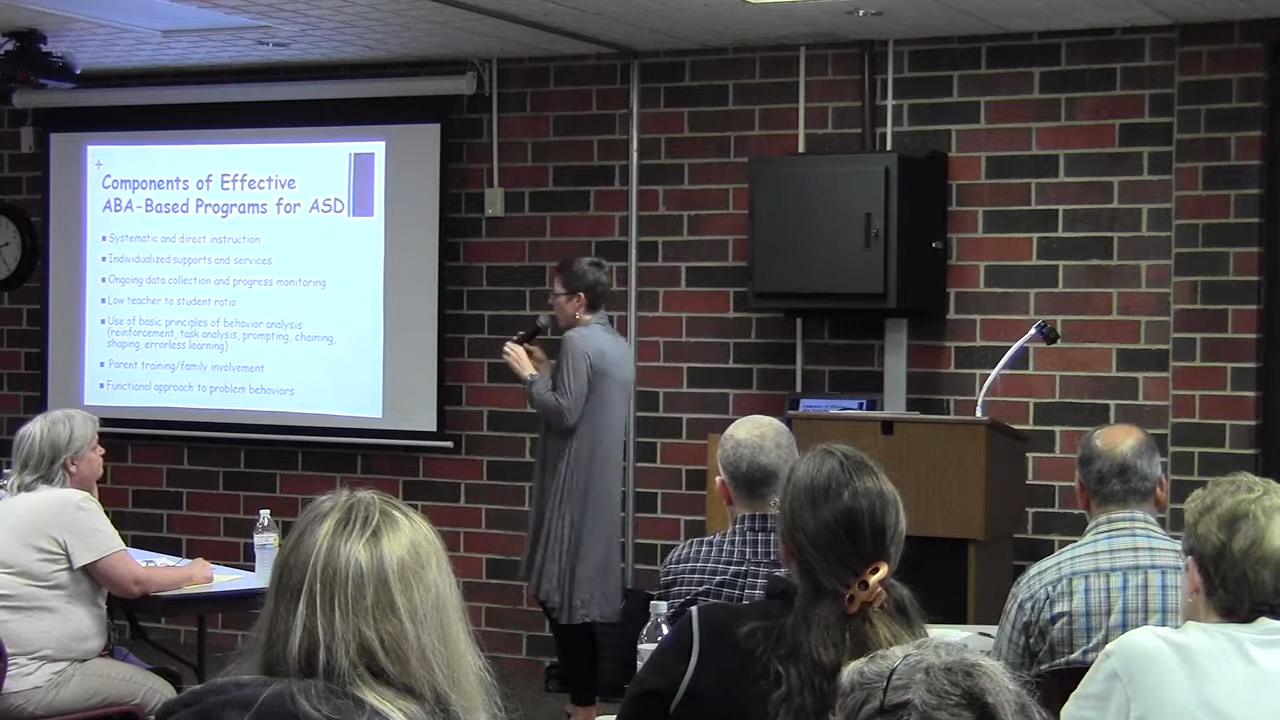 Components of Effective
ABA-Based Programs for ASD
Systematic and direct instruction
Individualized supports and services
Ongoing data collection and progress monitoring
Low teacher to student ratio
Use of basic principles of behavior analysis
(reinforcement, task analysis, prompting, chaining,
shaping, errorless learning)
Parent training/family involvement
Functional approach to problem behaviors